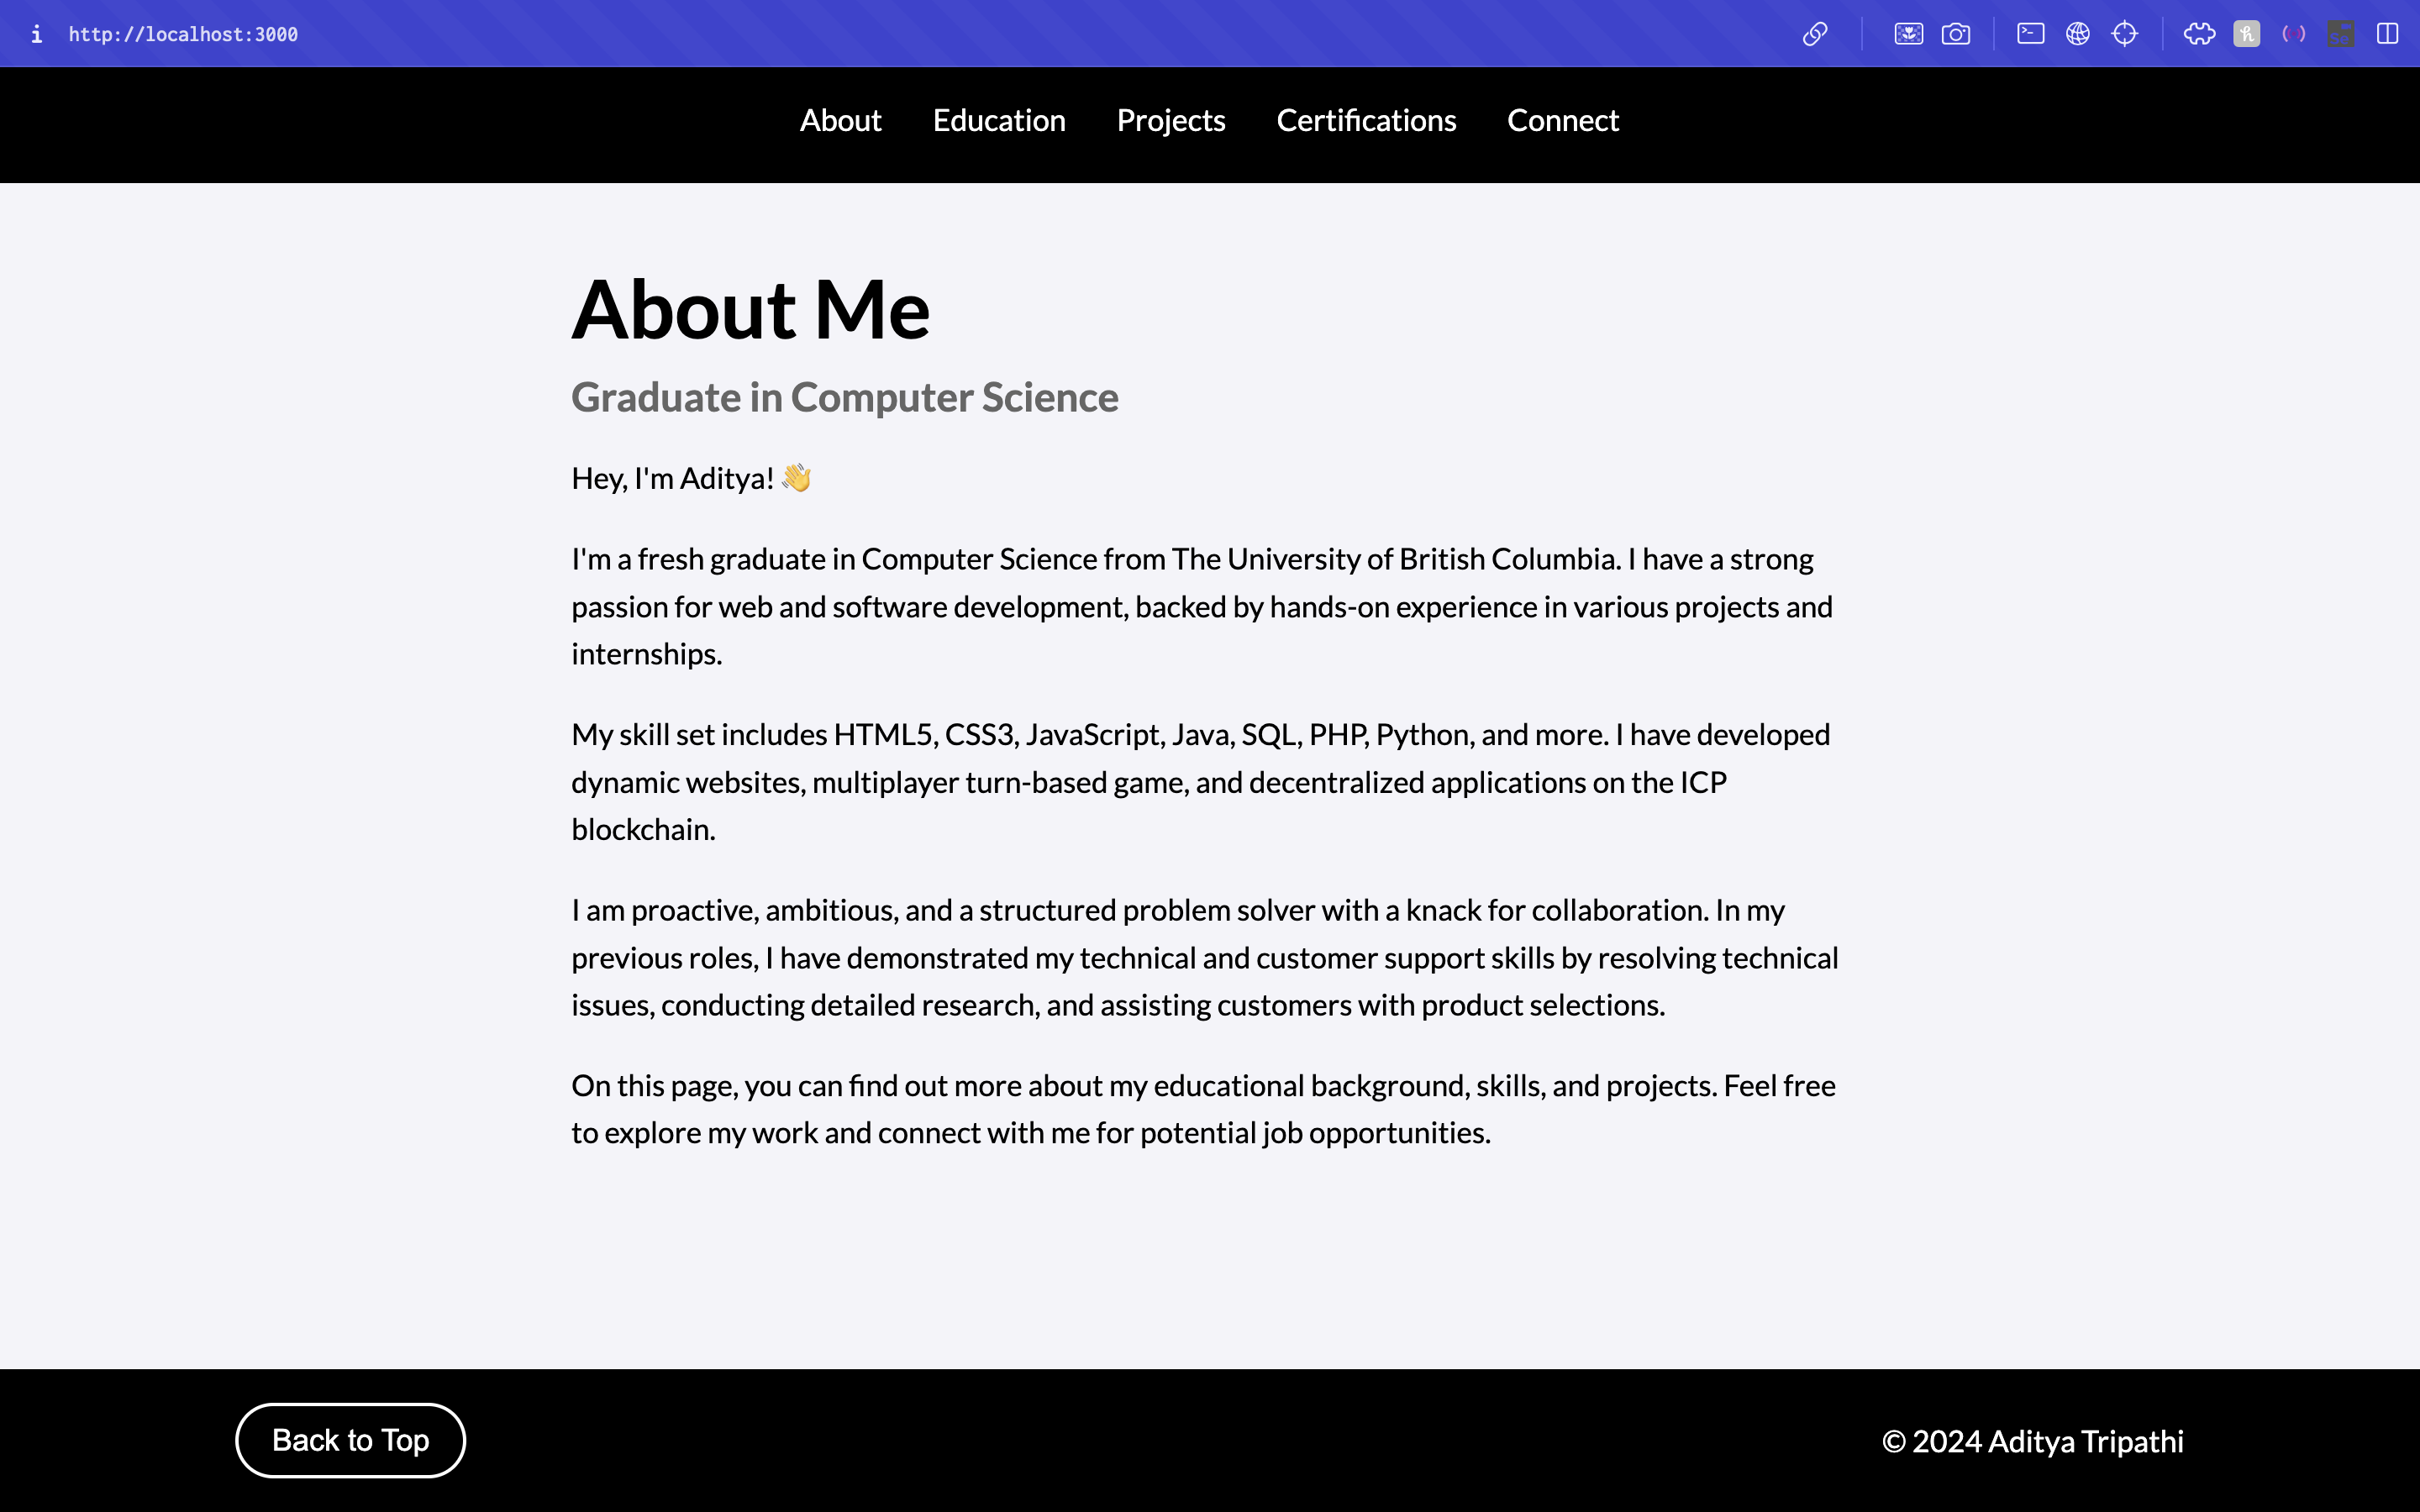 i http://localhost:3000
About Education Projects Certifications Connect
About Me
Graduate in Computer Science
Hey, I'm Aditya! 👋
I'm a fresh graduate in Computer Science from The University of British Columbia. I have a strong
passion for web and software development, backed by hands-on experience in various projects and
internships.
My skill set includes HTML5, CSS3, JavaScript, Java, SQL, PHP, Python, and more. I have developed
dynamic websites, multiplayer turn-based game, and decentralized applications on the ICP
blockchain.
I am proactive, ambitious, and a structured problem solver with a knack for collaboration. In my
previous roles, I have demonstrated my technical and customer support skills by resolving technical
issues, conducting detailed research, and assisting customers with product selections.
On this page, you can find out more about my educational background, skills, and projects. Feel free
to explore my work and connect with me for potential job opportunities.
Back to Top
© 2024 Aditya Tripathi